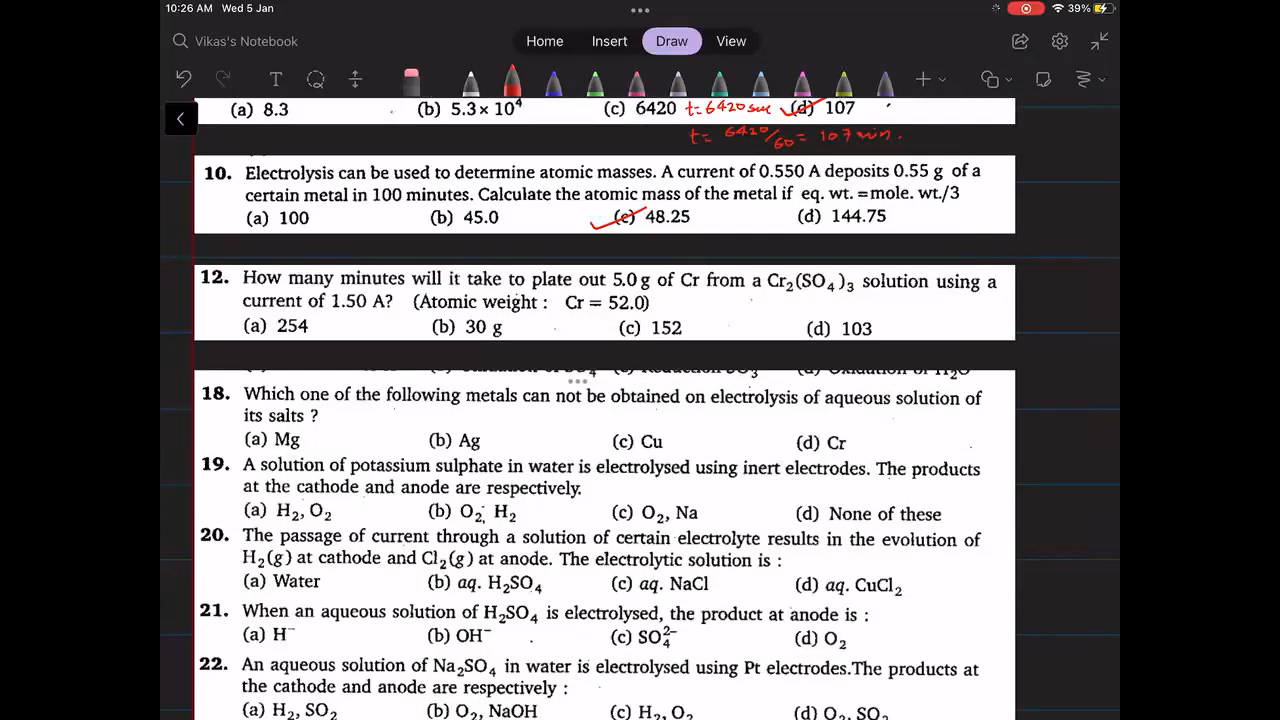 10:26 AM Wed 5 Jan
39%
Vikas's Notebook
Home Insert Draw View
(a) 8.3 (b) 5.3 × 10⁴ (c) 6420 t= 6420 sec (d) 107
t= 6420/60 = 107 min.
10. Electrolysis can be used to determine atomic masses. A current of 0.550 A deposits 0.55 g of a
certain metal in 100 minutes. Calculate the atomic mass of the metal if eq. wt. =mole. wt./3
(a) 100 (b) 45.0 (c) 48.25 (d) 144.75
12. How many minutes will it take to plate out 5.0 g of Cr from a Cr₂(SO₄)₃ solution using a
current of 1.50 A? (Atomic weight : Cr = 52.0)
(a) 254 (b) 30 g (c) 152 (d) 103
18. Which one of the following metals can not be obtained on electrolysis of aqueous solution of
its salts ?
(a) Mg (b) Ag (c) Cu (d) Cr
19. A solution of potassium sulphate in water is electrolysed using inert electrodes. The products
at the cathode and anode are respectively.
(a) H₂, O₂ (b) O₂, H₂ (c) O₂, Na (d) None of these
20. The passage of current through a solution of certain electrolyte results in the evolution of
H₂(g) at cathode and Cl₂(g) at anode. The electrolytic solution is :
(a) Water (b) aq. H₂SO₄ (c) aq. NaCl (d) aq. CuCl₂
21. When an aqueous solution of H₂SO₄ is electrolysed, the product at anode is :
(a) H⁻ (b) OH⁻ (c) SO₄²⁻ (d) O₂
22. An aqueous solution of Na₂SO₄ in water is electrolysed using Pt electrodes.The products at
the cathode and anode are respectively :
(a) H₂, SO₂ (b) O₂, NaOH (c) H₂, O₂ (d) O₂, SO₂